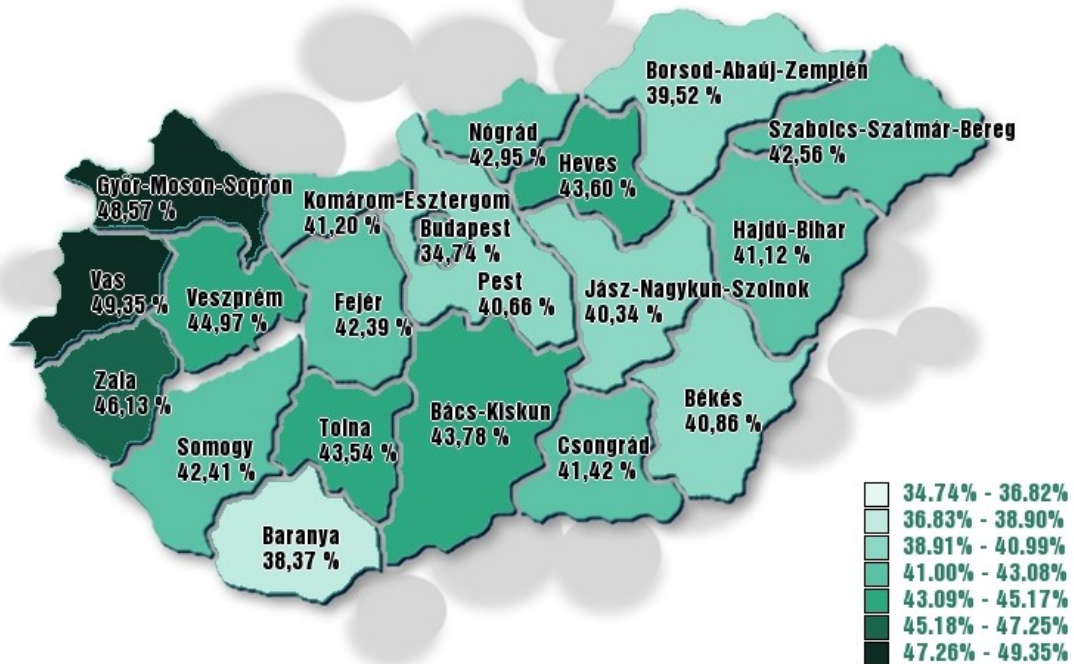 Borsod-Abaúj-Zemplén
39,52 %
Nógrád
42,95 %
Szabolcs-Szatmár-Bereg
42,56 %
Heves
43,60 %
Győr-Moson-Sopron
48,57 %
Komárom-Esztergom
41,20 %
Budapest
34,74 %
Hajdú-Bihar
41,12 %
Vas
49,35 %
Veszprém
44,97 %
Fejér
42,39 %
Pest
40,66 %
Jász-Nagykun-Szolnok
40,34 %
Zala
46,13 %
Somogy
42,41 %
Tolna
43,54 %
Bács-Kiskun
43,78 %
Csongrád
41,42 %
Békés
40,86 %
Baranya
38,37 %
34.74% - 36.82%
36.83% - 38.90%
38.91% - 40.99%
41.00% - 43.08%
43.09% - 45.17%
45.18% - 47.25%
47.26% - 49.35%